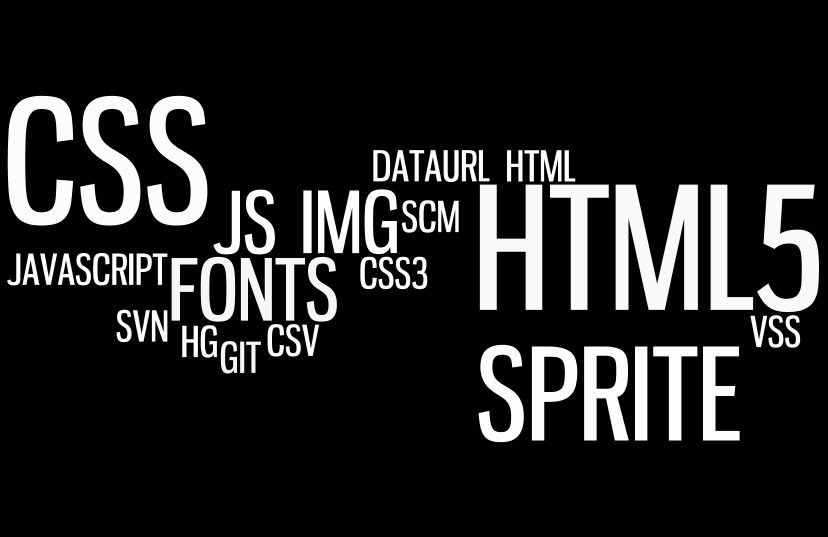 CSS
DATAURL HTML
JS IMG SCM HTML5
JAVASCRIPT FONTS CSS3
SVN HG GIT CSV VSS
SPRITE